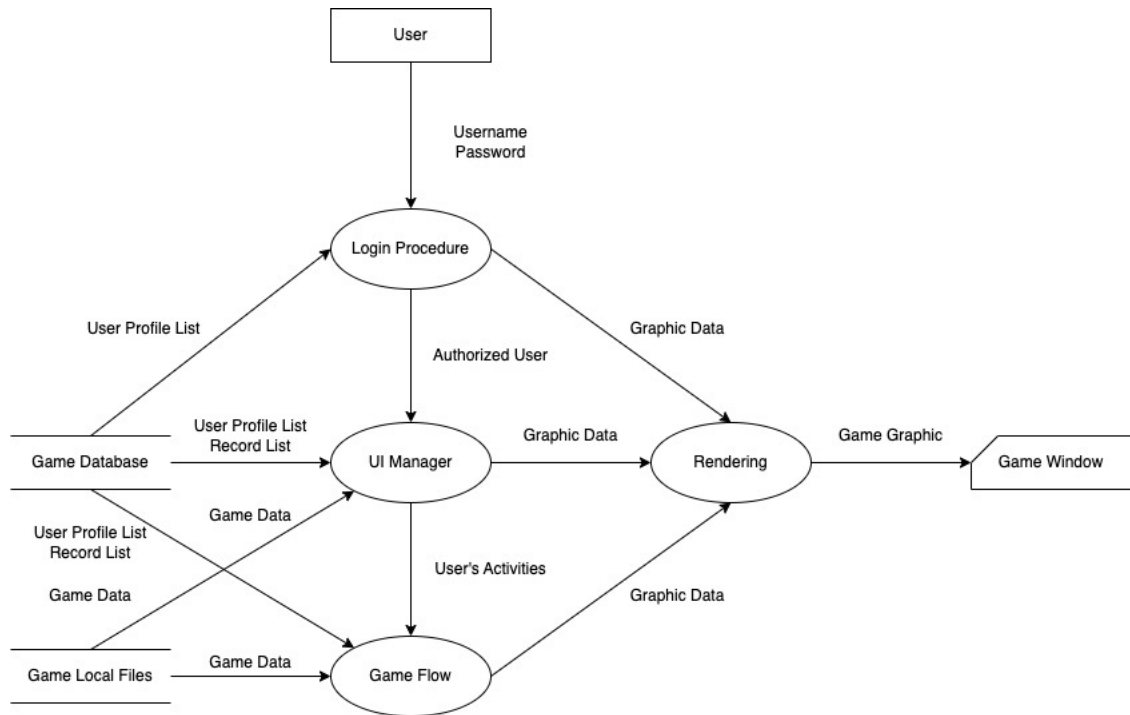 User
Username
Password
Login Procedure
User Profile List
Graphic Data
Authorized User
User Profile List
Record List
Graphic Data
Game Graphic
Game Database
UI Manager
Rendering
Game Window
Game Data
User Profile List
Record List
User's Activities
Game Data
Graphic Data
Game Data
Game Local Files
Game Flow